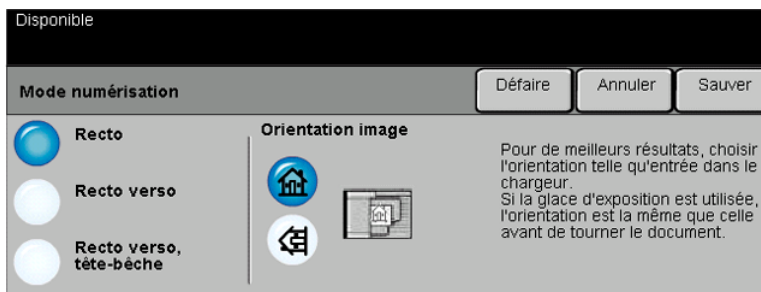 Disponible
Mode numérisation
Défaire
Annuler
Sauver
Recto
Recto verso
Recto verso,
tête-bêche
Orientation image
Pour de meilleurs résultats, choisir
l'orientation telle qu'entrée dans le
chargeur.
Si la glace d'exposition est utilisée,
l'orientation est la même que celle
avant de tourner le document.